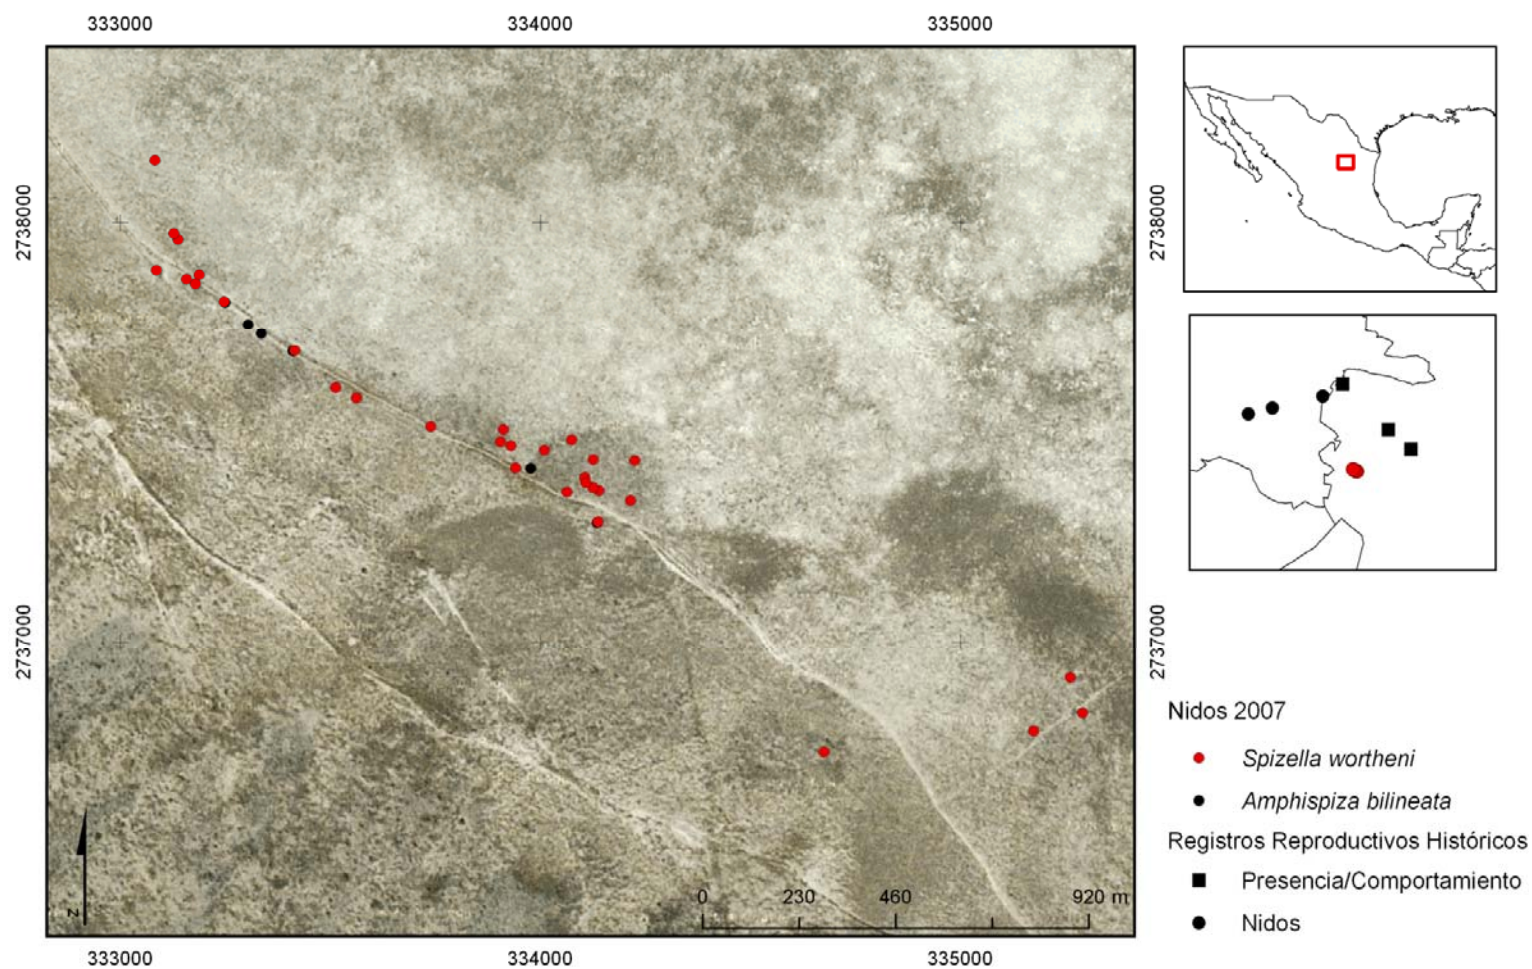 333000 334000 335000
2738000
2738000
2737000
2737000
Nidos 2007
Spizella wortheni
Amphispiza bilineata
Registros Reproductivos Históricos
Presencia/Comportamiento
Nidos
0 230 460 920 m
N
333000 334000 335000